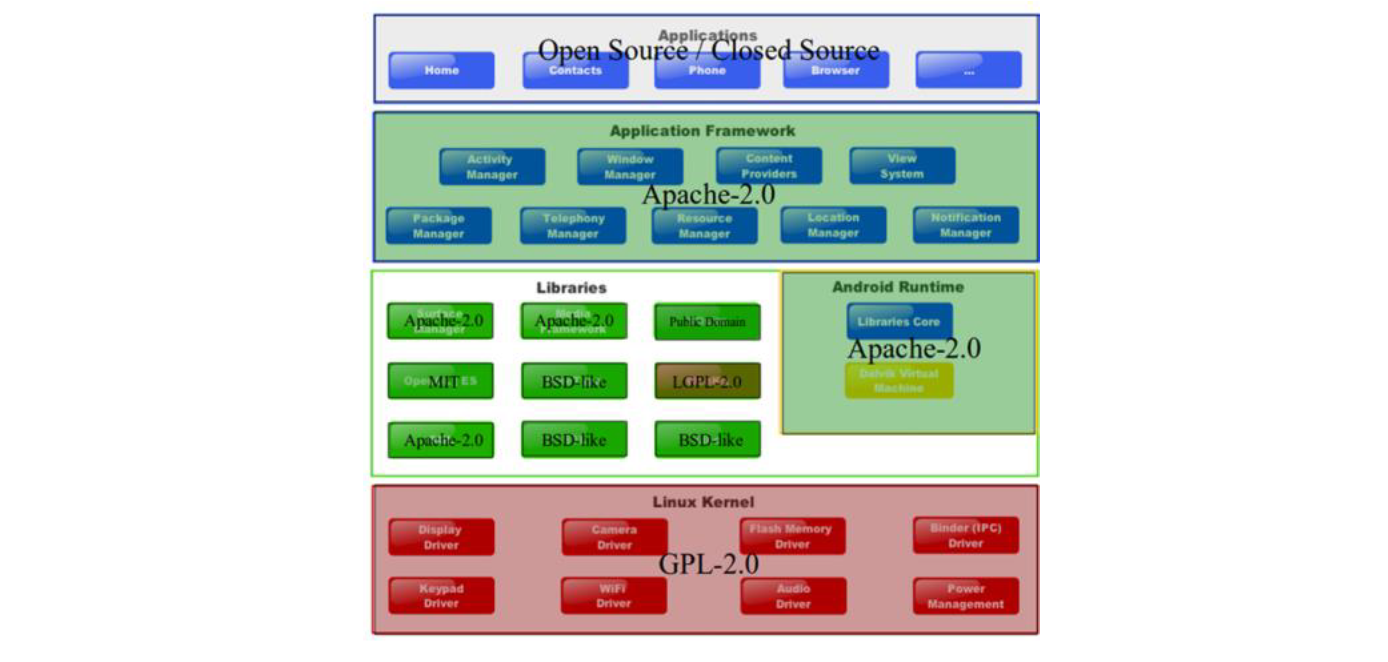 Applications
Open Source / Closed Source
Home
Contacts
Phone
Browser
...
Application Framework
Activity
Manager
Window
Manager
Content
Providers
View
System
Apache-2.0
Package
Manager
Telephony
Manager
Resource
Manager
Location
Manager
Notification
Manager
Libraries
Surface
Manager
Apache-2.0
Media
Framework
Apache-2.0
Public Domain
MIT
BSD-like
LGPL-2.0
Apache-2.0
BSD-like
BSD-like
Android Runtime
Libraries Core
Apache-2.0
Dalvik Virtual
Machine
Linux Kernel
Display
Driver
Camera
Driver
Flash Memory
Driver
Binder (IPC)
Driver
GPL-2.0
Keypad
Driver
WiFi
Driver
Audio
Driver
Power
Management